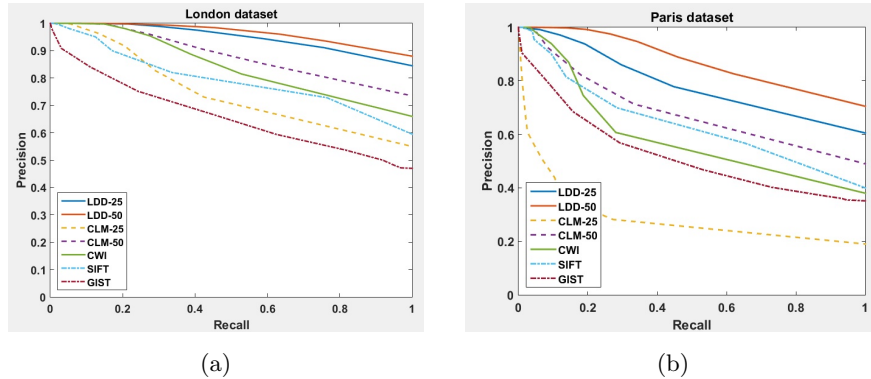 London dataset
1
0.9
0.8
0.7
0.6
0.5
0.4
0.3
0.2
0.1
0
Precision
LDD-25
LDD-50
CLM-25
CLM-50
CWI
SIFT
GIST
0 0.2 0.4 0.6 0.8 1
Recall
(a)
Paris dataset
1
0.8
0.6
0.4
0.2
0
Precision
LDD-25
LDD-50
CLM-25
CLM-50
CWI
SIFT
GIST
0 0.2 0.4 0.6 0.8 1
Recall
(b)